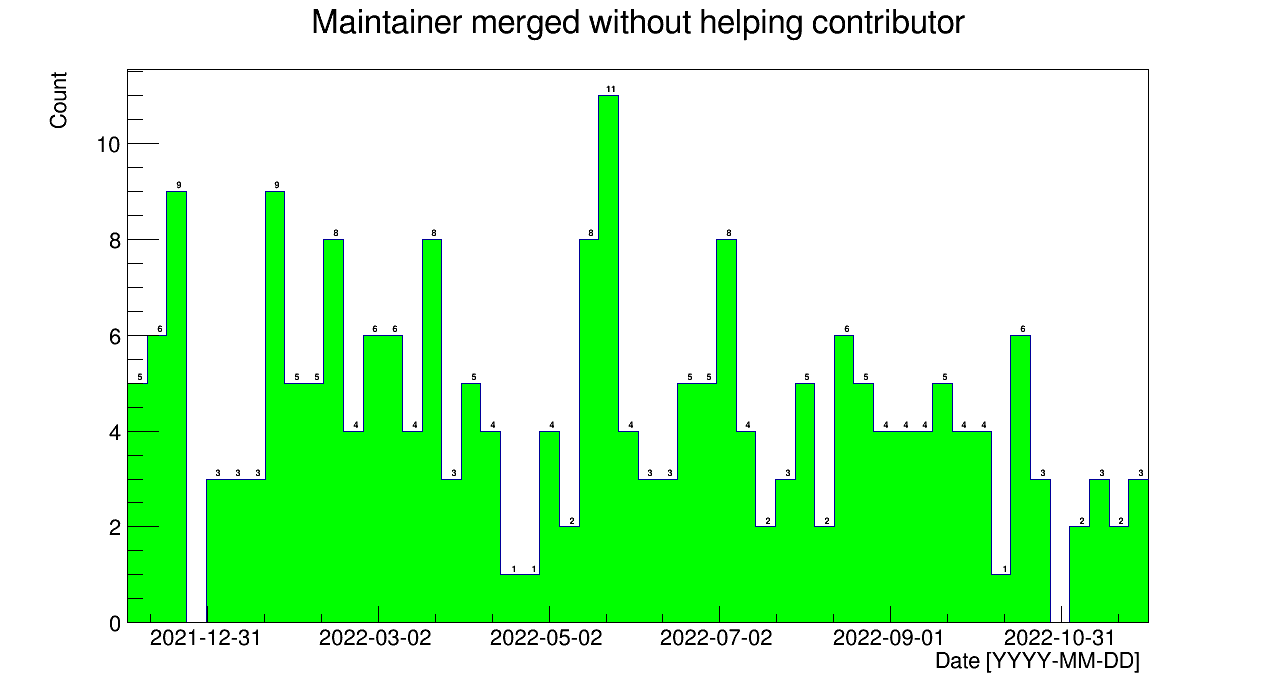 Maintainer merged without helping contributor
Count
11
10
9 9
8 8 8 8 8
6 6 6 6 6 6
5 5 5 5 5 5 5 5 5
4 4 4 4 4 4 4 4 4 4 4 4
3 3 3 3 3 3 3 3 3 3
2 2 2 2 2 2
1 1 1
0
2021-12-31 2022-03-02 2022-05-02 2022-07-02 2022-09-01 2022-10-31
Date [YYYY-MM-DD]